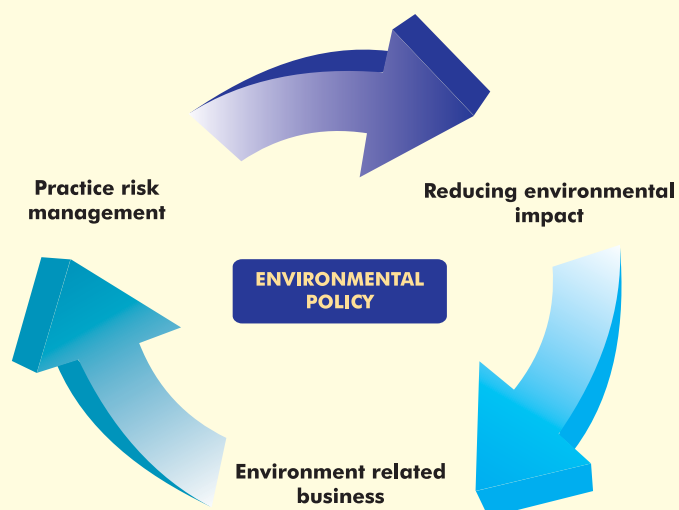 Practice risk
management
Reducing environmental
impact
ENVIRONMENTAL
POLICY
Environment related
business